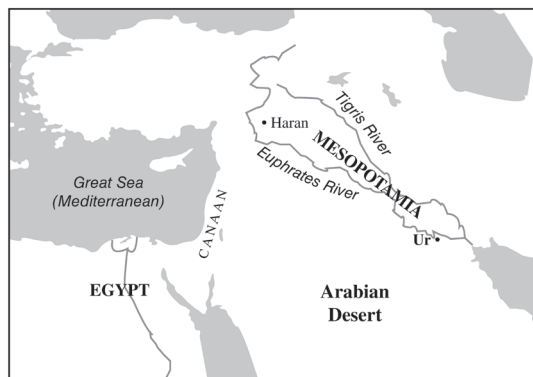 Tigris River
Haran
MESOPOTAMIA
Euphrates River
Great Sea
(Mediterranean)
CANAAN
Ur
EGYPT
Arabian
Desert